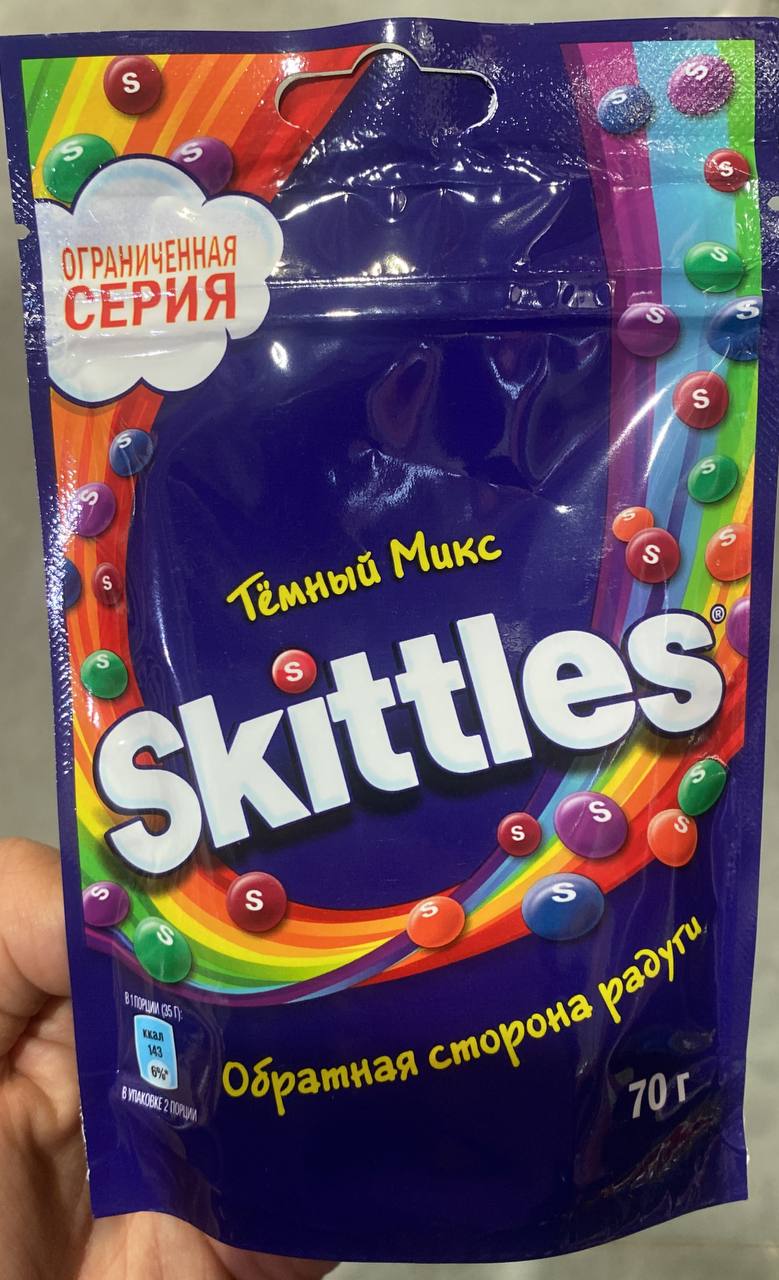 ОГРАНИЧЕННАЯ
СЕРИЯ
Тёмный Микс
Skittles®
Обратная сторона радуги
В 1 ПОРЦИИ (35 Г):
ккал
143
6%*
В УПАКОВКЕ 2 ПОРЦИИ
70 г